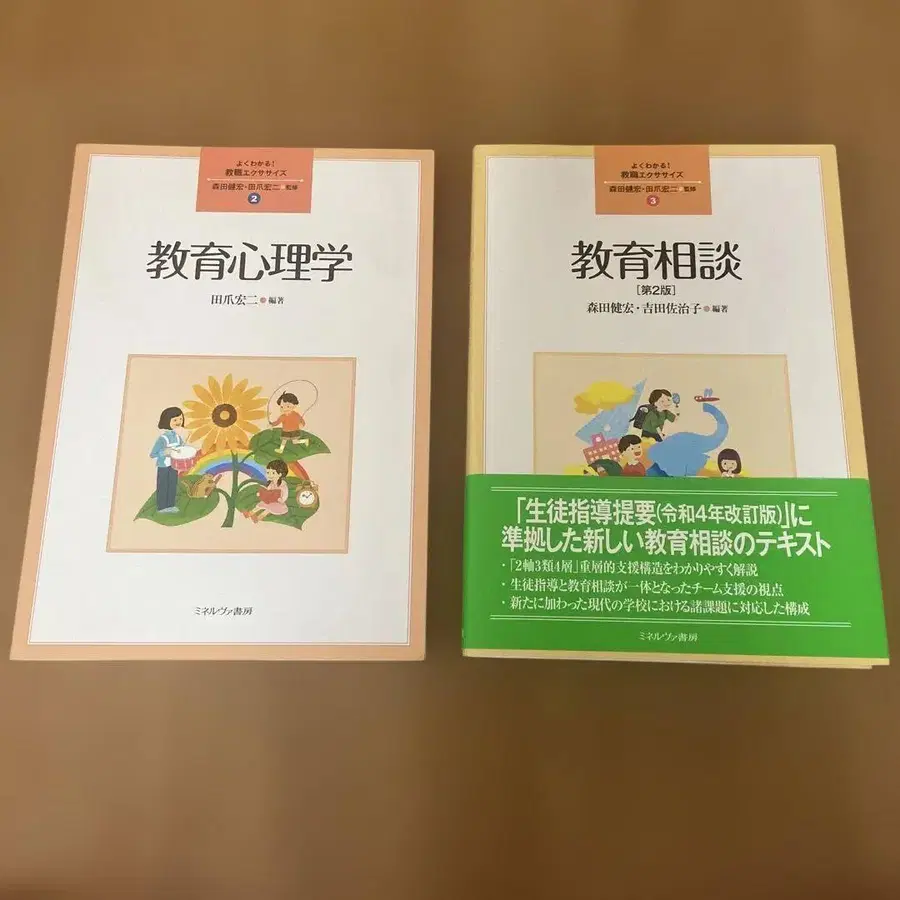 よくわかる!
教職エクササイズ
森田健宏・田爪宏二●監修
2
教育心理学
田爪宏二●編著
ミネルヴァ書房
よくわかる!
教職エクササイズ
森田健宏・田爪宏二●監修
3
教育相談
[第2版]
森田健宏・吉田佐治子●編著
「生徒指導提要(令和4年改訂版)」に
準拠した新しい教育相談のテキスト
・「2軸3類4層」重層的支援構造をわかりやすく解説
・生徒指導と教育相談が一体となったチーム支援の視点
・新たに加わった現代の学校における諸課題に対応した構成
ミネルヴァ書房